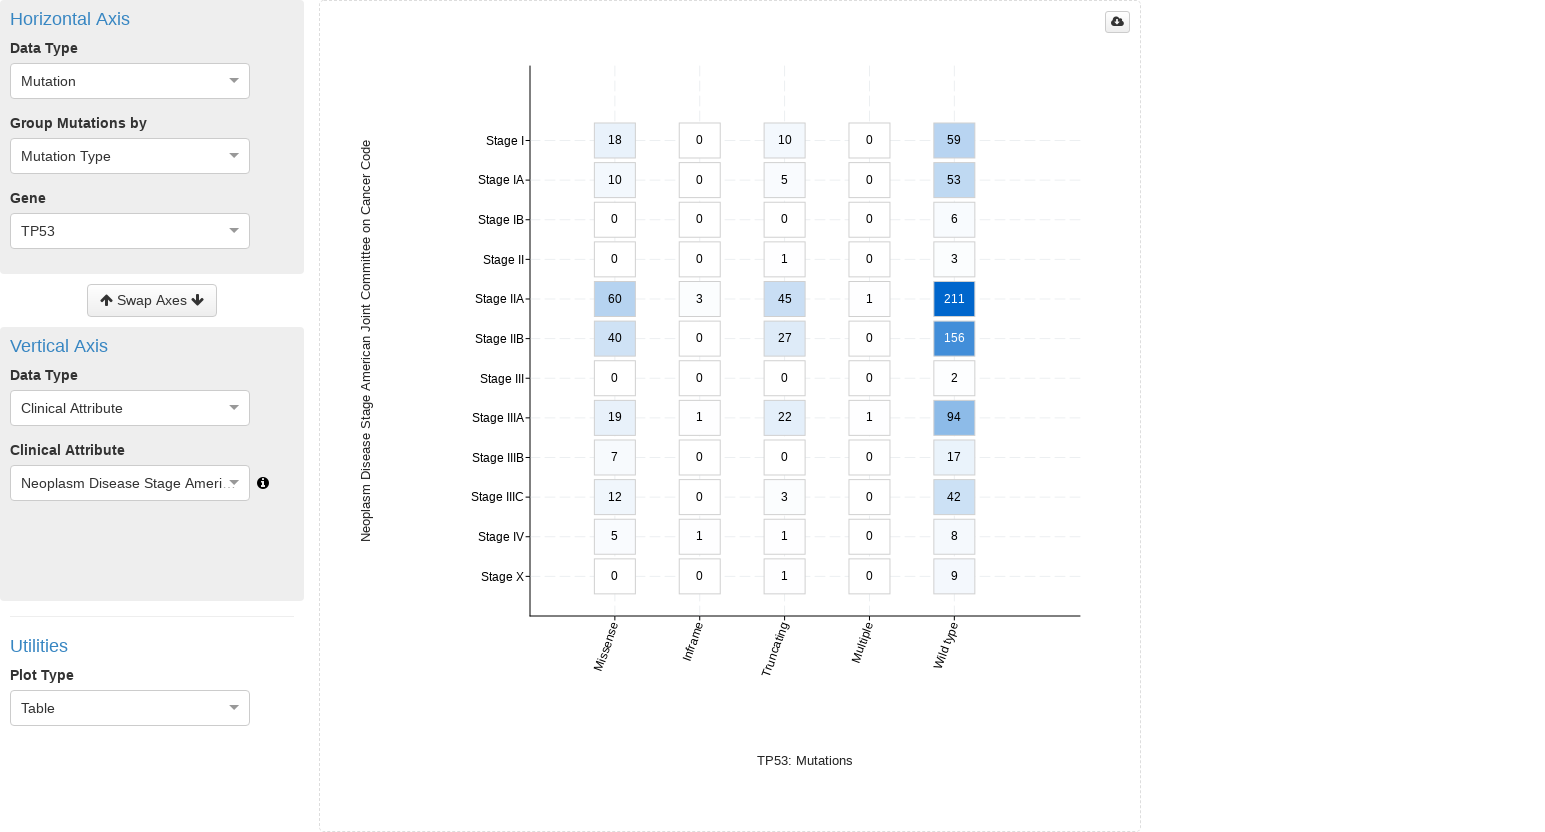 Horizontal Axis
Data Type
Mutation
Group Mutations by
Mutation Type
Gene
TP53
Swap Axes
Vertical Axis
Data Type
Clinical Attribute
Clinical Attribute
Neoplasm Disease Stage Ameri...
Utilities
Plot Type
Table
Neoplasm Disease Stage American Joint Committee on Cancer Code
Stage I 18 0 10 0 59
Stage IA 10 0 5 0 53
Stage IB 0 0 0 0 6
Stage II 0 0 1 0 3
Stage IIA 60 3 45 1 211
Stage IIB 40 0 27 0 156
Stage III 0 0 0 0 2
Stage IIIA 19 1 22 1 94
Stage IIIB 7 0 0 0 17
Stage IIIC 12 0 3 0 42
Stage IV 5 1 1 0 8
Stage X 0 0 1 0 9
Missense Inframe Truncating Multiple Wild type
TP53: Mutations